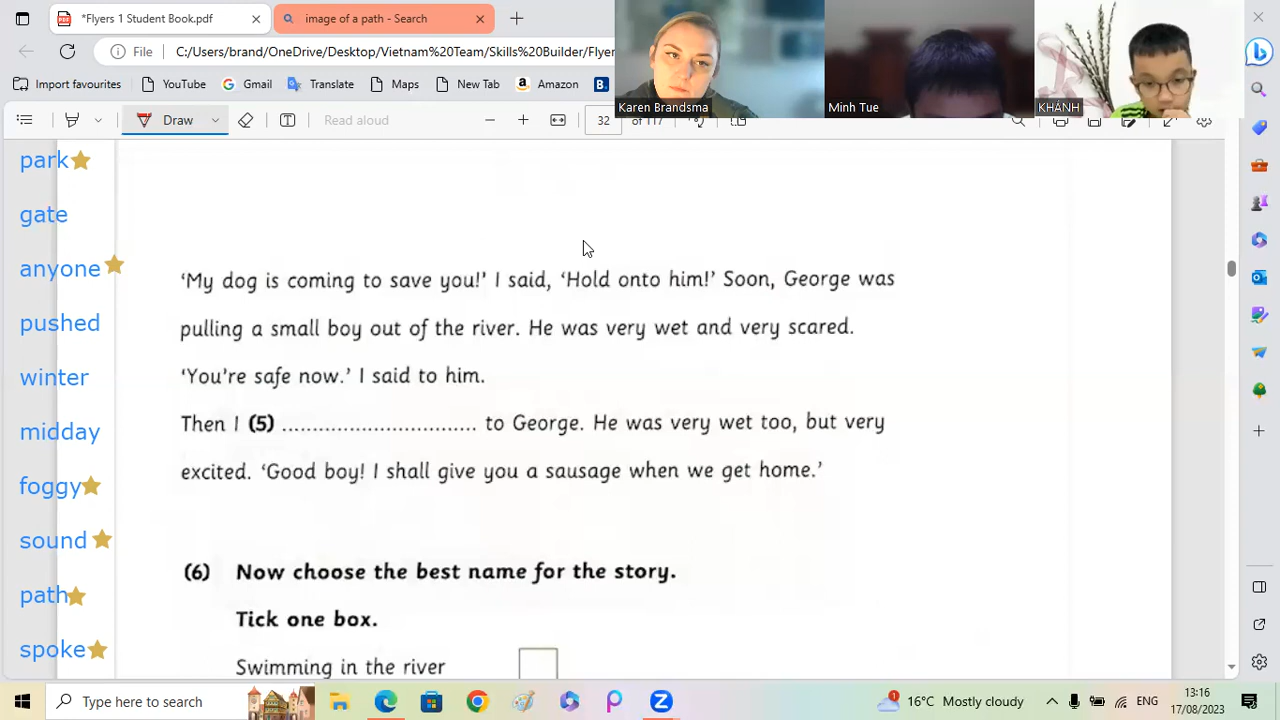 *Flyers 1 Student Book.pdf
image of a path - Search
File
C:/Users/brand/OneDrive/Desktop/Vietnam%20Team/Skills%20Builder/Flyer
Import favourites
YouTube
Gmail
Translate
Maps
New Tab
Amazon
B.
Karen Brandsma
Minh Tue
KHÁNH
Draw
Read aloud
32
of 117
park
gate
anyone
pushed
winter
midday
foggy
sound
path
spoke
'My dog is coming to save you!' I said, 'Hold onto him!' Soon, George was
pulling a small boy out of the river. He was very wet and very scared.
'You're safe now.' I said to him.
Then I (5) ................................ to George. He was very wet too, but very
excited. 'Good boy! I shall give you a sausage when we get home.'
(6) Now choose the best name for the story.
Tick one box.
Swimming in the river
Type here to search
1
16°C Mostly cloudy
ENG
13:16
17/08/2023